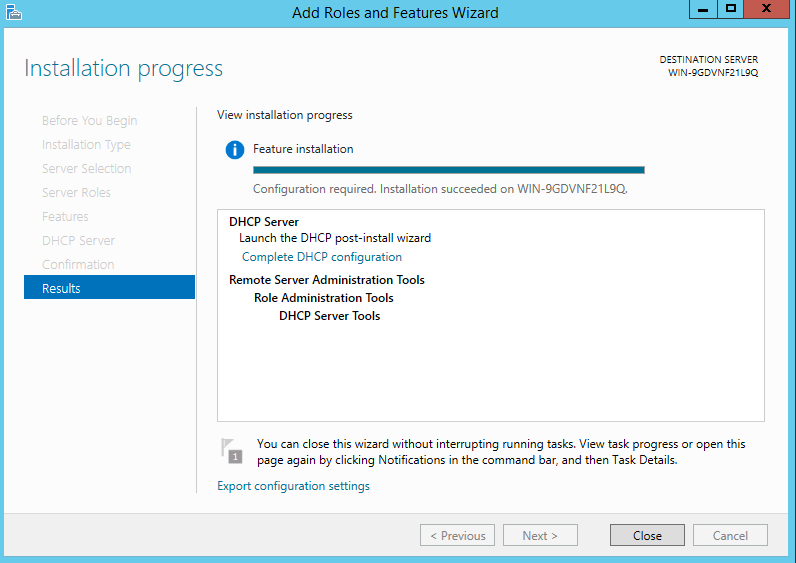 Add Roles and Features Wizard
Installation progress
DESTINATION SERVER
WIN-9GDVNF21L9Q
Before You Begin
Installation Type
Server Selection
Server Roles
Features
DHCP Server
Confirmation
Results
View installation progress
Feature installation
Configuration required. Installation succeeded on WIN-9GDVNF21L9Q.
DHCP Server
Launch the DHCP post-install wizard
Complete DHCP configuration
Remote Server Administration Tools
Role Administration Tools
DHCP Server Tools
1
You can close this wizard without interrupting running tasks. View task progress or open this
page again by clicking Notifications in the command bar, and then Task Details.
Export configuration settings
< Previous
Next >
Close
Cancel